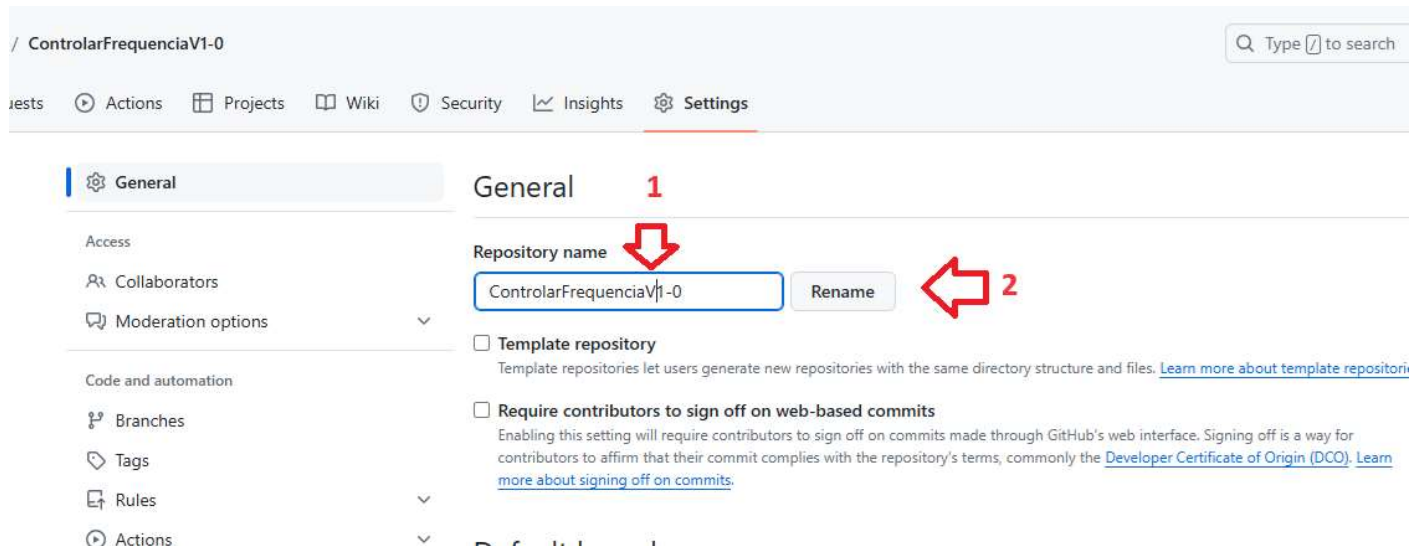 / ControlarFrequenciaV1-0
Type / to search
uests Actions Projects Wiki Security Insights Settings
General
General 1
Access
Repository name
Collaborators
ControlarFrequenciaV1-0 Rename 2
Moderation options
Template repository
Template repositories let users generate new repositories with the same directory structure and files. Learn more about template repositorie
Code and automation
Require contributors to sign off on web-based commits
Branches
Enabling this setting will require contributors to sign off on commits made through GitHub's web interface. Signing off is a way for
contributors to affirm that their commit complies with the repository's terms, commonly the Developer Certificate of Origin (DCO). Learn
more about signing off on commits.
Tags
Rules
Actions